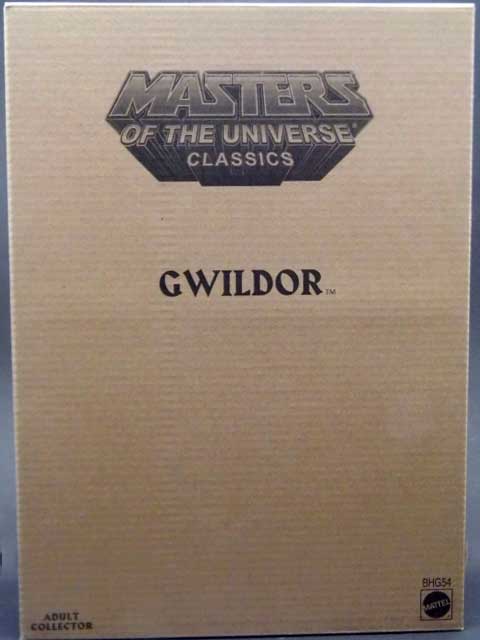 MASTERS
OF THE UNIVERSE®
CLASSICS
GWILDOR™
BHG54
MATTEL
ADULT
COLLECTOR